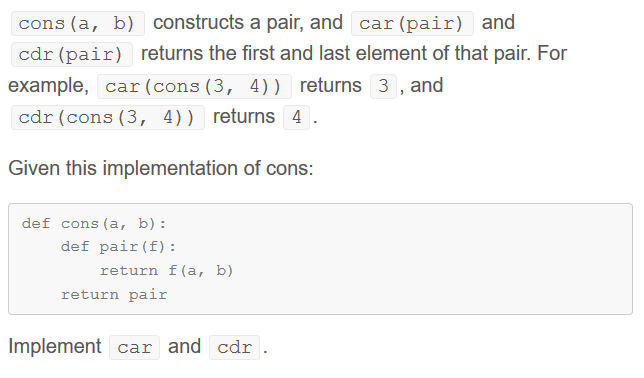 cons(a, b) constructs a pair, and car(pair) and
cdr(pair) returns the first and last element of that pair. For
example, car(cons(3, 4)) returns 3, and
cdr(cons(3, 4)) returns 4.
Given this implementation of cons:
def cons(a, b):
    def pair(f):
        return f(a, b)
    return pair
Implement car and cdr.